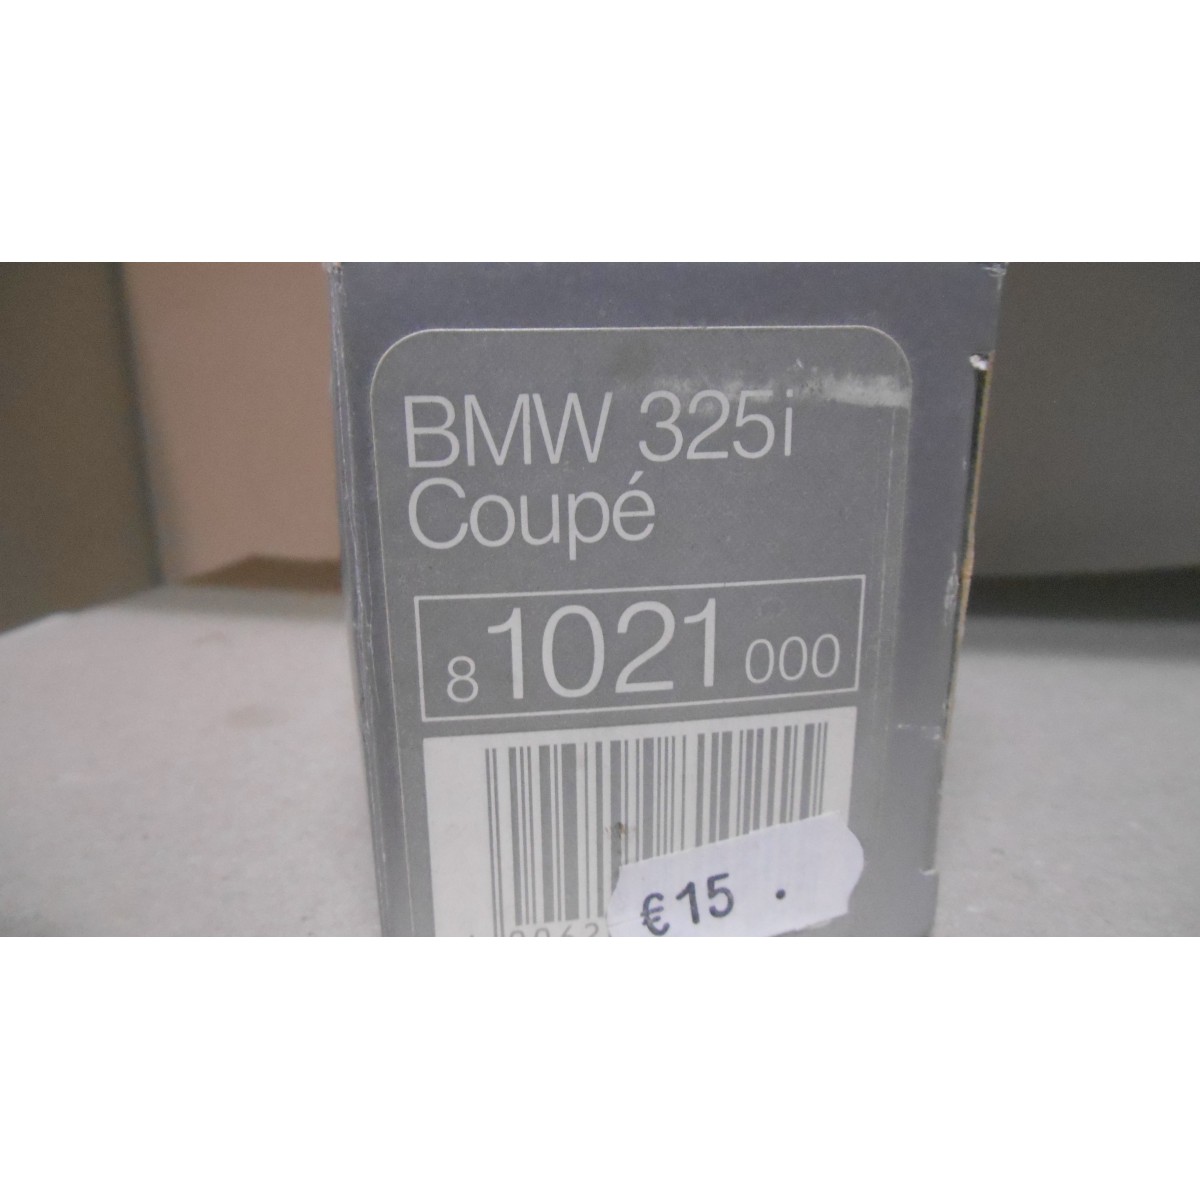 BMW 325i
Coupé
8 1021 000
€15 .